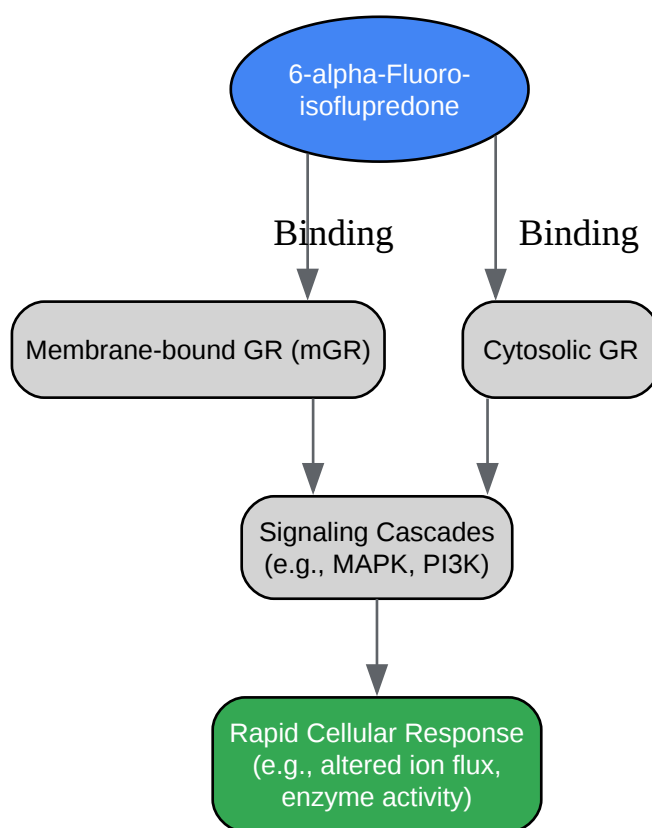 6-alpha-Fluoro-
isoflupredone
Binding
Binding
Membrane-bound GR (mGR)
Cytosolic GR
Signaling Cascades
(e.g., MAPK, PI3K)
Rapid Cellular Response
(e.g., altered ion flux,
enzyme activity)